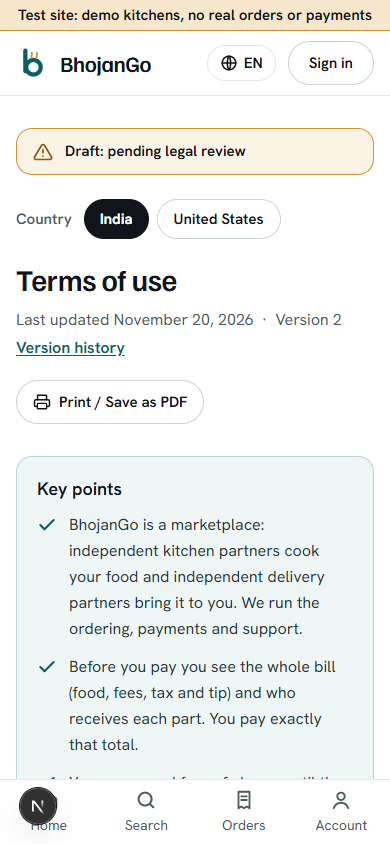 Test site: demo kitchens, no real orders or payments
BhojanGo
EN
Sign in
Draft: pending legal review
Country
India
United States
Terms of use
Last updated November 20, 2026 · Version 2
Version history
Print / Save as PDF
Key points
BhojanGo is a marketplace:
independent kitchen partners cook
your food and independent delivery
partners bring it to you. We run the
ordering, payments and support.
Before you pay you see the whole bill
(food, fees, tax and tip) and who
receives each part. You pay exactly
that total.
N
Home
Search
Orders
Account